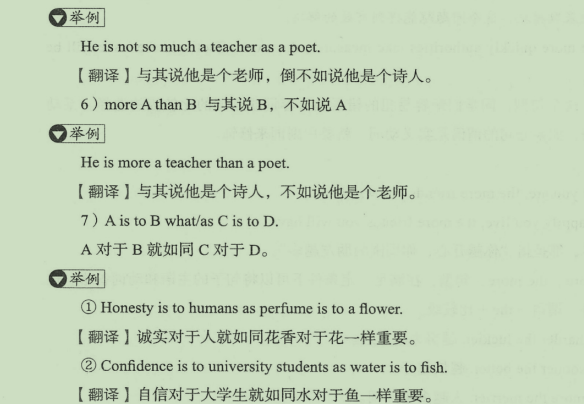 举例
He is not so much a teacher as a poet.
【翻译】与其说他是个老师，倒不如说他是个诗人。
6）more A than B 与其说 B，不如说 A
举例
He is more a teacher than a poet.
【翻译】与其说他是个诗人，不如说他是个老师。
7）A is to B what/as C is to D.
A 对于 B 就如同 C 对于 D。
举例
① Honesty is to humans as perfume is to a flower.
【翻译】诚实对于人就如同花香对于花一样重要。
② Confidence is to university students as water is to fish.
【翻译】自信对于大学生就如同水对于鱼一样重要。